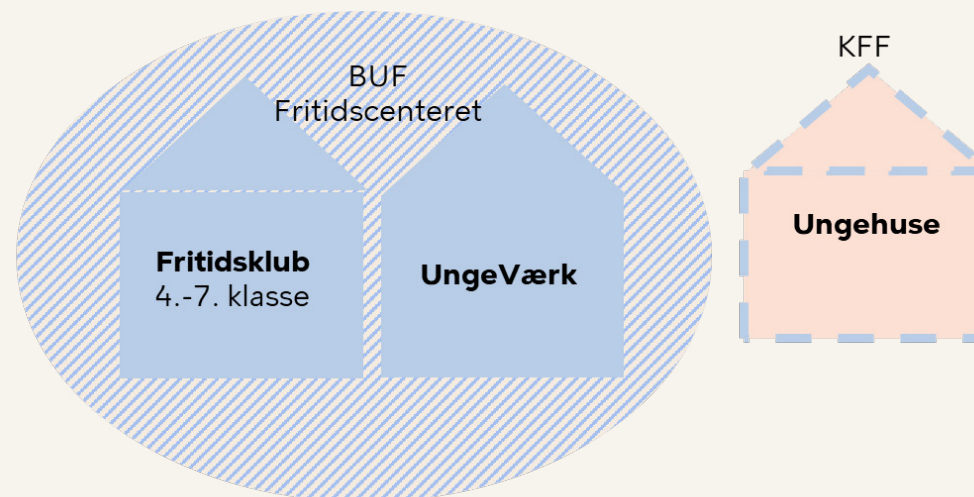 BUF
Fritidscenteret
Fritidsklub
4.-7. klasse
UngeVærk
KFF
Ungehuse